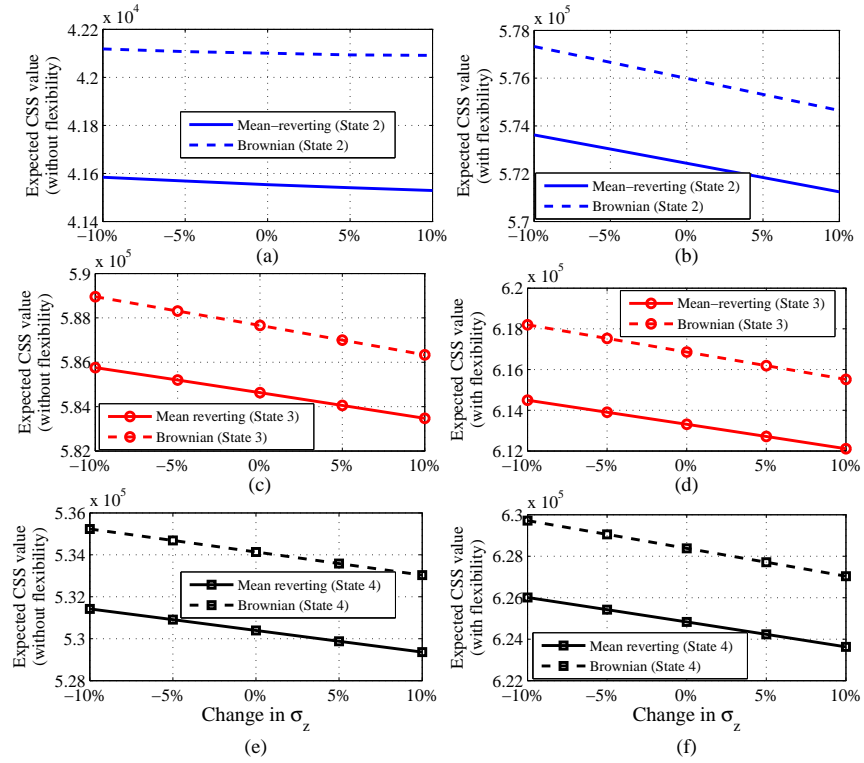 x 10^4
4.22
4.2
4.18
4.16
4.14
Expected CSS value
(without flexibility)
Mean−reverting (State 2)
Brownian (State 2)
−10% −5% 0% 5% 10%
(a)
x 10^5
5.78
5.76
5.74
5.72
5.7
Expected CSS value
(with flexibility)
Mean−reverting (State 2)
Brownian (State 2)
−10% −5% 0% 5% 10%
(b)
x 10^5
5.9
5.88
5.86
5.84
5.82
Expected CSS value
(without flexibility)
Mean reverting (State 3)
Brownian (State 3)
−10% −5% 0% 5% 10%
(c)
x 10^5
6.2
6.18
6.16
6.14
6.12
Expected CSS value
(with flexibility)
Mean−reverting (State 3)
Brownian (State 3)
−10% −5% 0% 5% 10%
(d)
x 10^5
5.36
5.34
5.31
5.3
5.28
Expected CSS value
(without flexibility)
Mean reverting (State 4)
Brownian (State 4)
−10% −5% 0% 5% 10%
Change in σ_z
(e)
x 10^5
6.3
6.28
6.26
6.24
6.22
Expected CSS value
(with flexibility)
Mean reverting (State 4)
Brownian (State 4)
−10% −5% 0% 5% 10%
Change in σ_z
(f)